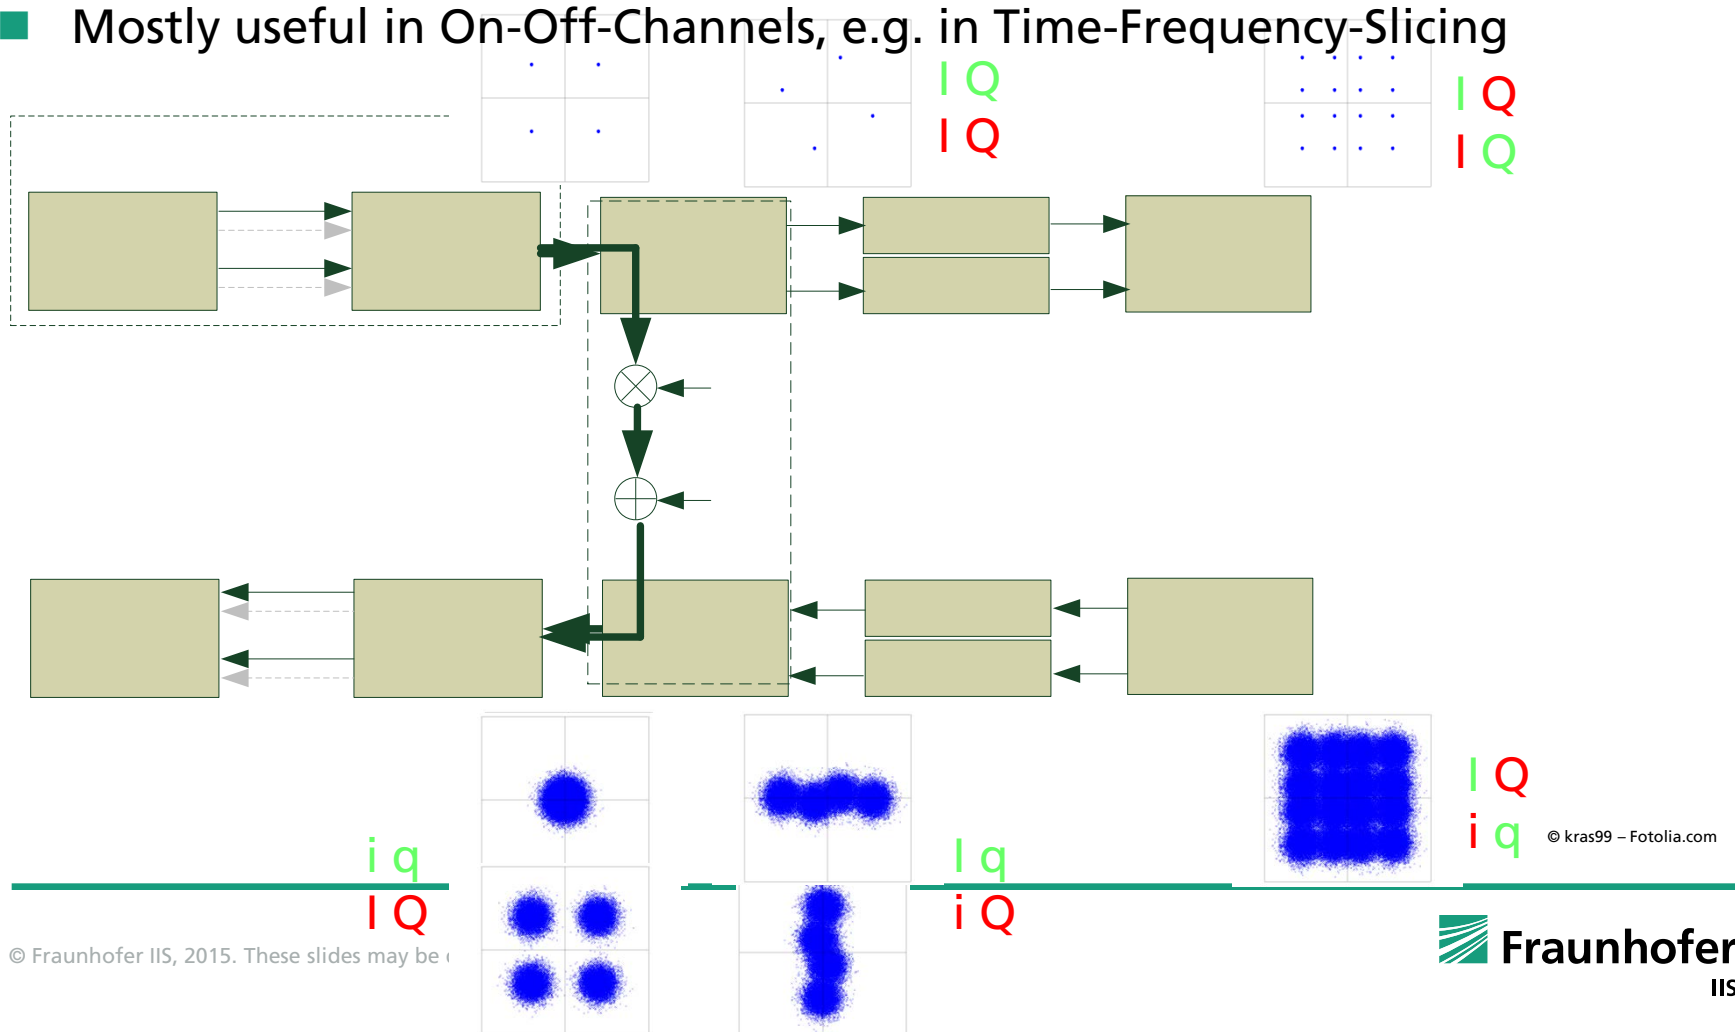 Mostly useful in On-Off-Channels, e.g. in Time-Frequency-Slicing
I Q
I Q
I Q
I Q
I Q
i q
© kras99 – Fotolia.com
i q
I Q
I q
i Q
© Fraunhofer IIS, 2015. These slides may be
Fraunhofer
IIS